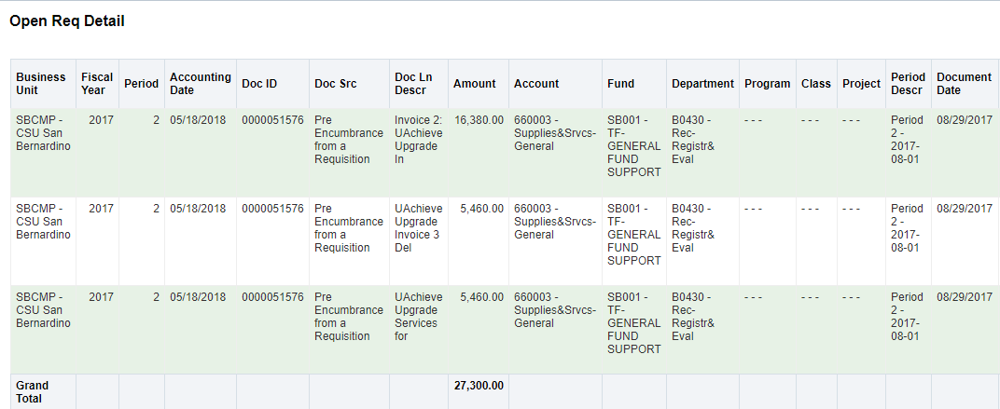 Open Req Detail
Business Unit Fiscal Year Period Accounting Date Doc ID Doc Src Doc Ln Descr Amount Account Fund Department Program Class Project Period Descr Document Date
SBCMP - CSU San Bernardino 2017 2 05/18/2018 0000051576 Pre Encumbrance from a Requisition Invoice 2: UAchieve Upgrade In 16,380.00 660003 - Supplies&Srvcs-General SB001 - TF-GENERAL FUND SUPPORT B0430 - Rec-Registr& Eval - - - - - - - - - Period 2 - 2017-08-01 08/29/2017
SBCMP - CSU San Bernardino 2017 2 05/18/2018 0000051576 Pre Encumbrance from a Requisition UAchieve Upgrade Invoice 3 Del 5,460.00 660003 - Supplies&Srvcs-General SB001 - TF-GENERAL FUND SUPPORT B0430 - Rec-Registr& Eval - - - - - - - - - Period 2 - 2017-08-01 08/29/2017
SBCMP - CSU San Bernardino 2017 2 05/18/2018 0000051576 Pre Encumbrance from a Requisition UAchieve Upgrade Services for 5,460.00 660003 - Supplies&Srvcs-General SB001 - TF-GENERAL FUND SUPPORT B0430 - Rec-Registr& Eval - - - - - - - - - Period 2 - 2017-08-01 08/29/2017
Grand Total 27,300.00